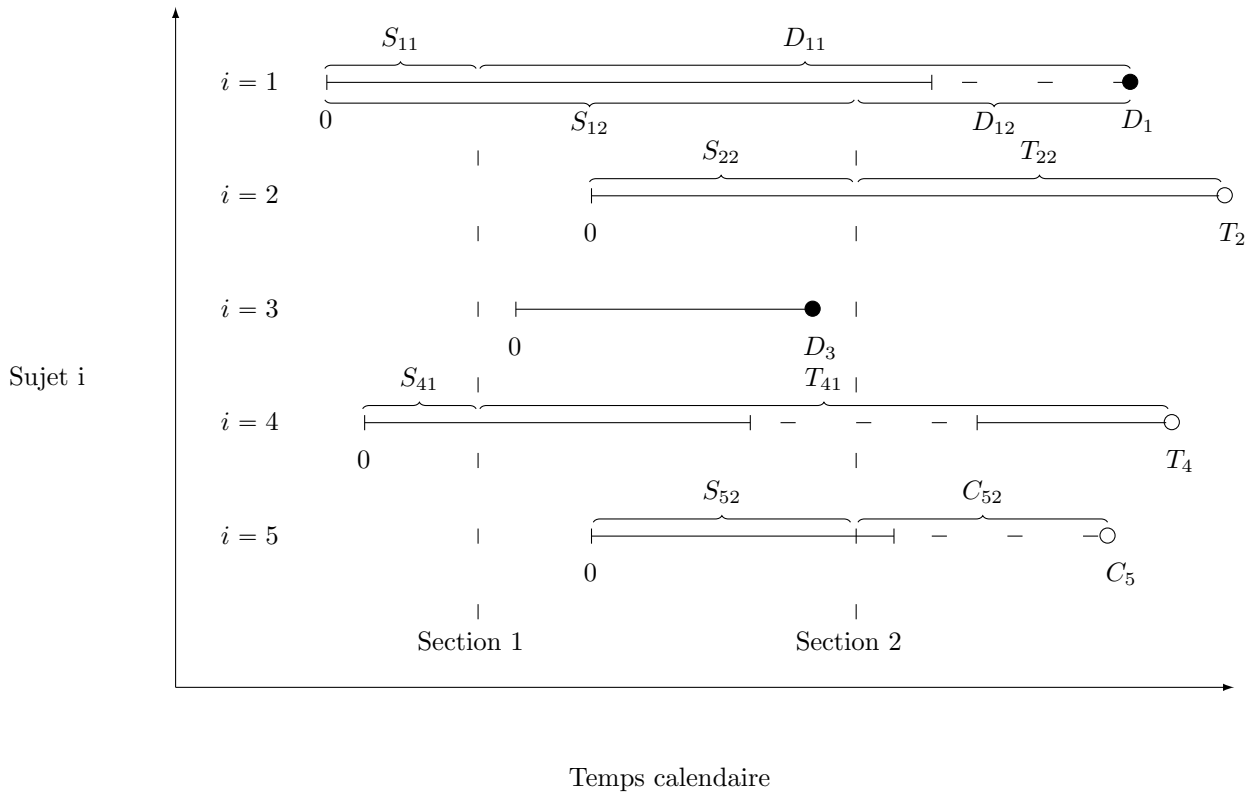 S₁₁ D₁₁
i = 1
0 S₁₂ D₁₂ D₁
S₂₂ T₂₂
i = 2
0 T₂
i = 3
0 D₃
Sujet i
S₄₁ T₄₁
i = 4
0 T₄
S₅₂ C₅₂
i = 5
0 C₅
Section 1 Section 2
Temps calendaire